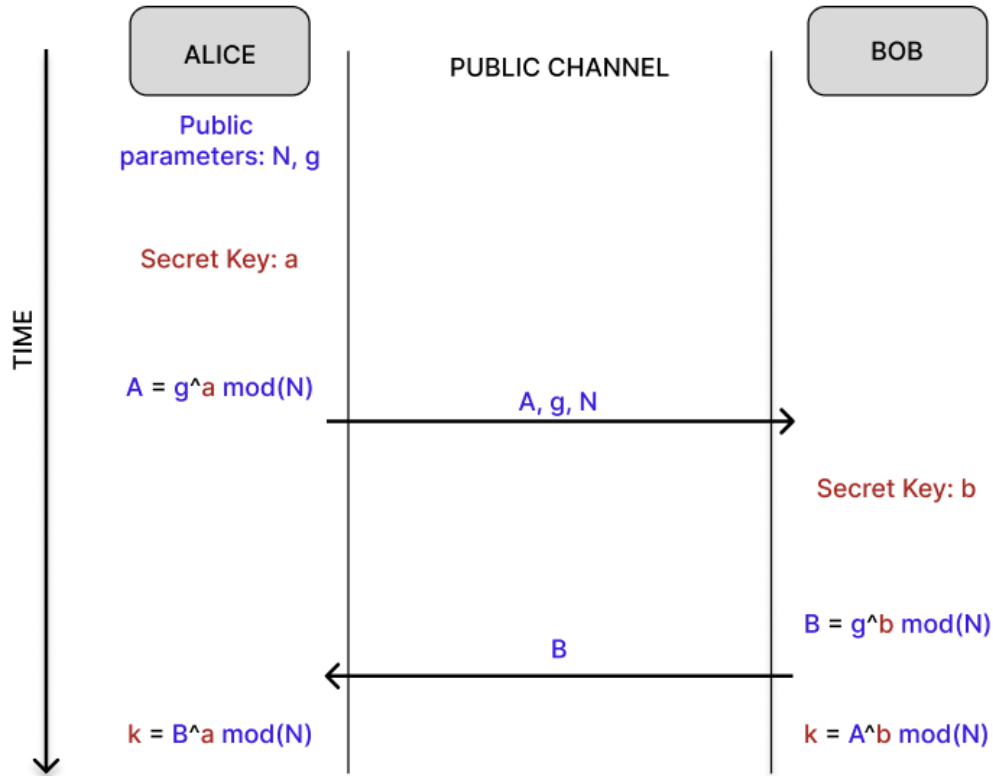 ALICE
PUBLIC CHANNEL
BOB
Public
parameters: N, g
Secret Key: a
TIME
A = g^a mod(N)
A, g, N
Secret Key: b
B = g^b mod(N)
B
k = B^a mod(N)
k = A^b mod(N)